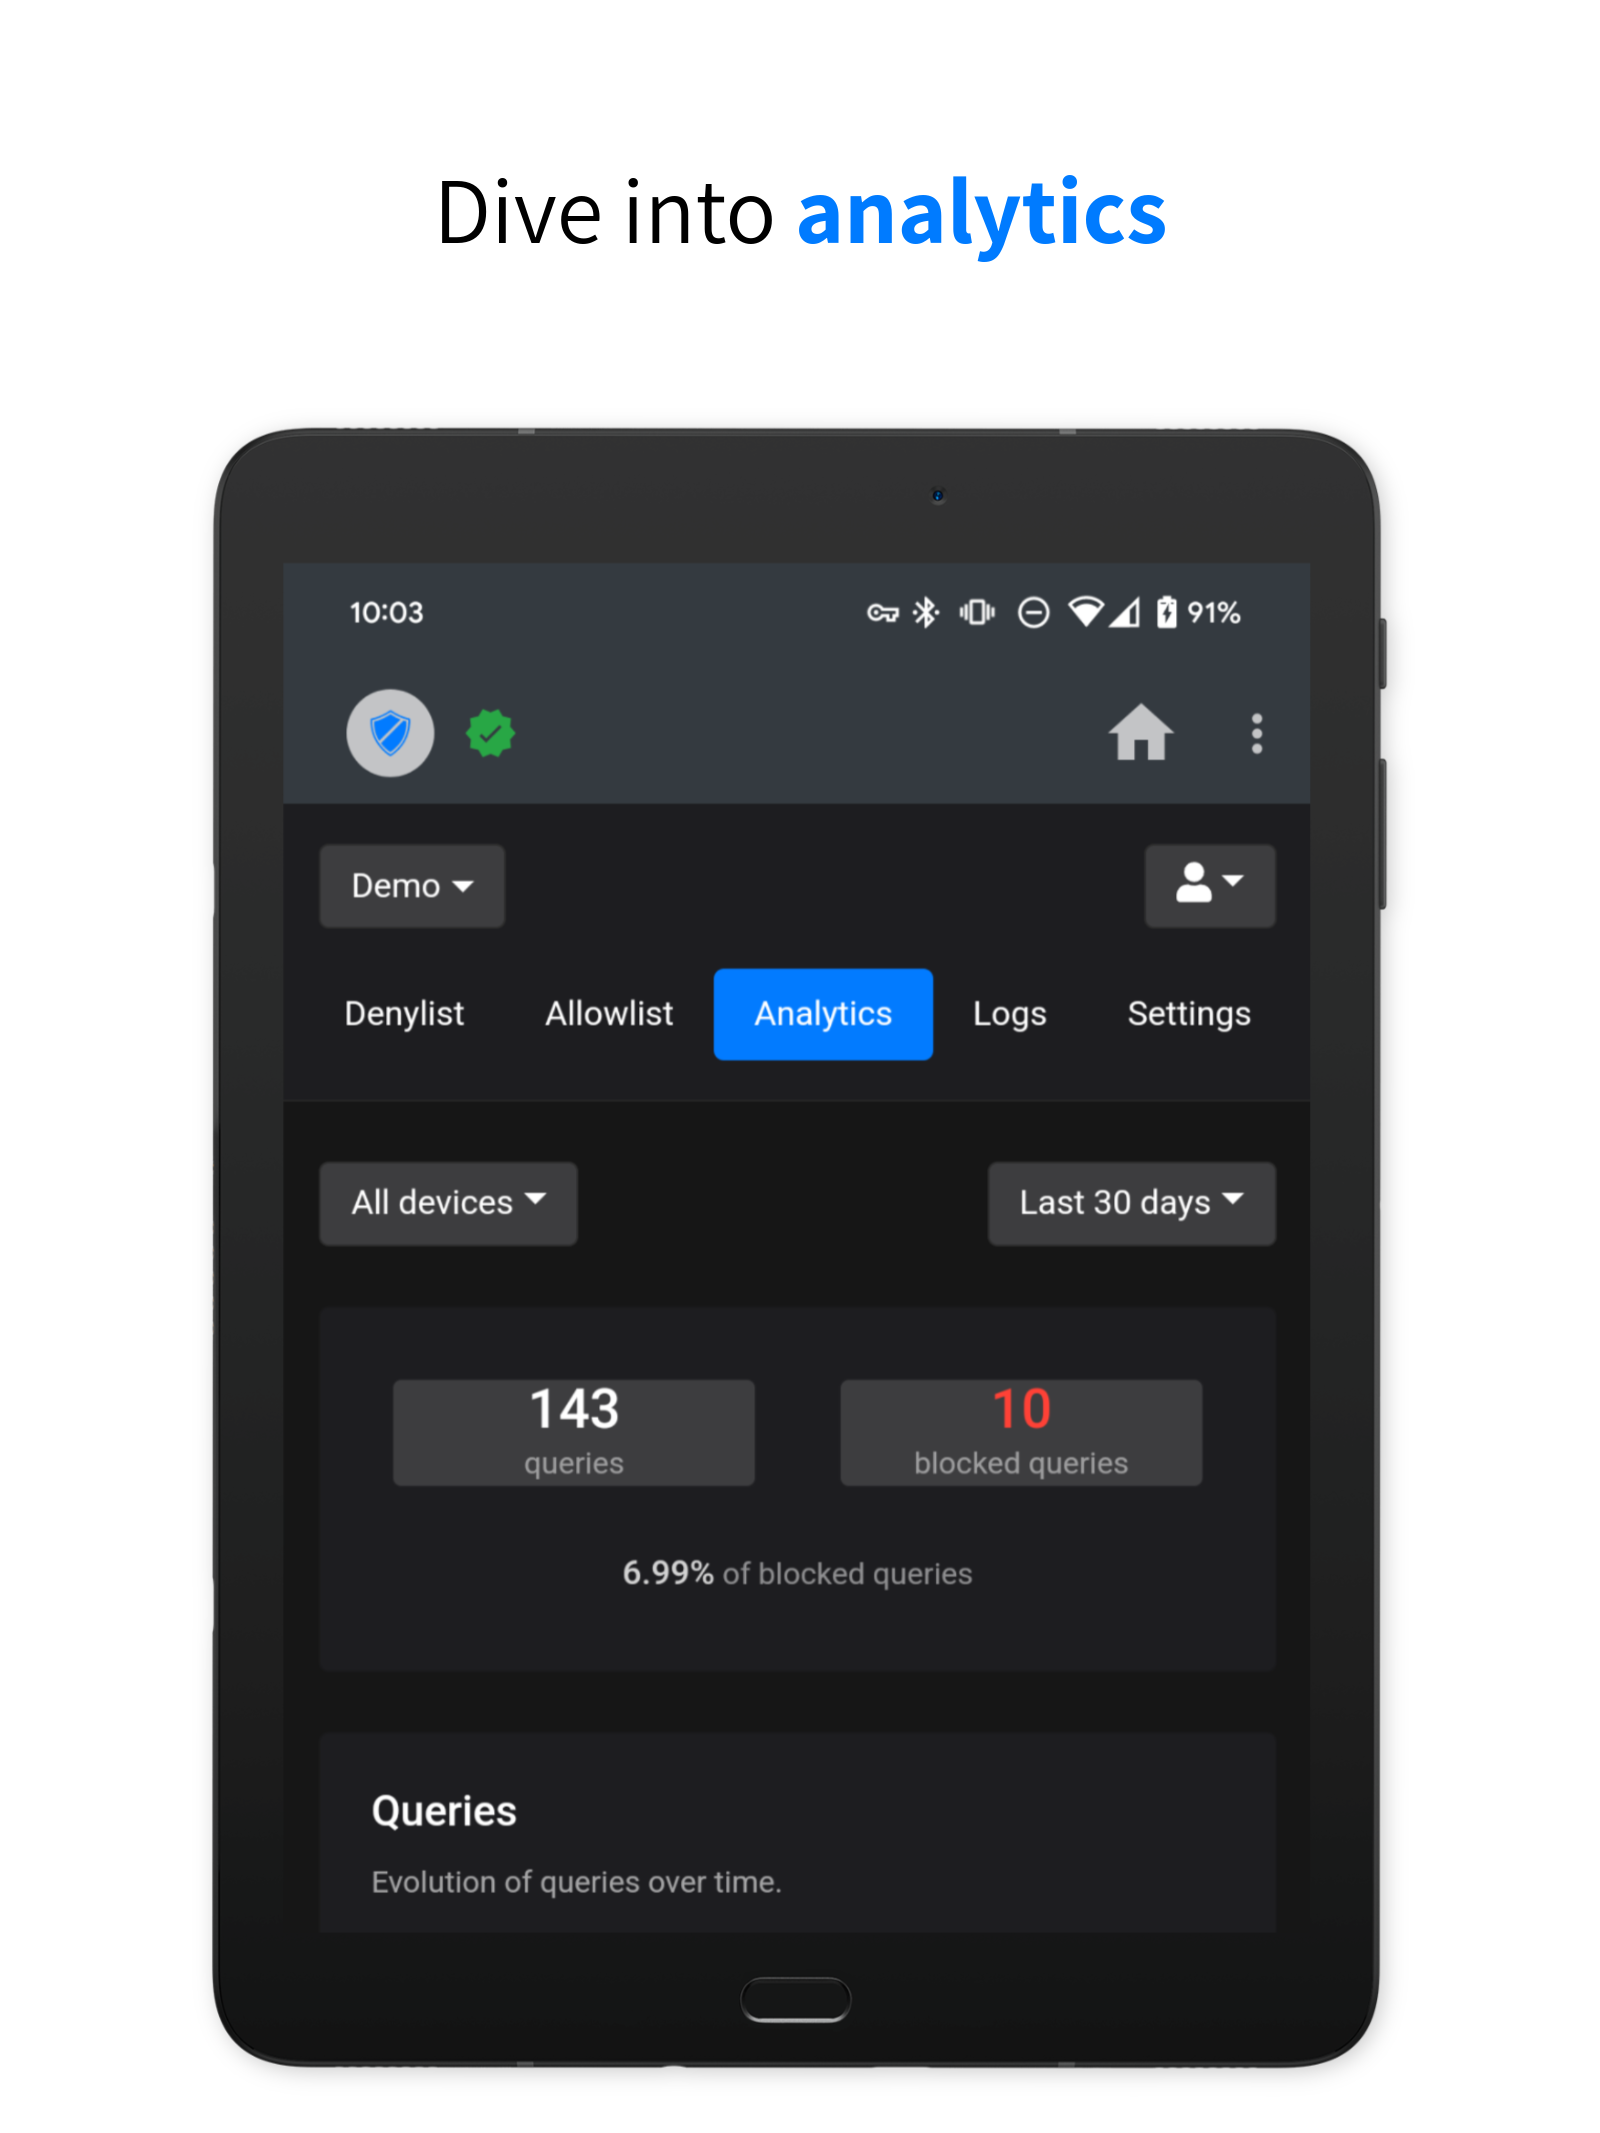 Dive into analytics
10:03 91%
Demo
Denylist Allowlist Analytics Logs Settings
All devices Last 30 days
143 10
queries blocked queries
6.99% of blocked queries
Queries
Evolution of queries over time.